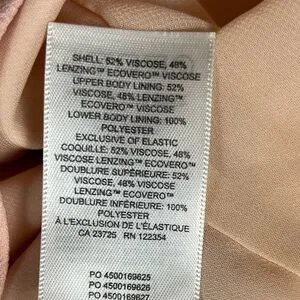 SHELL: 52% VISCOSE, 48%
LENZING™ ECOVERO™ VISCOSE
UPPER BODY LINING: 52%
VISCOSE, 48% LENZING™
ECOVERO™ VISCOSE
LOWER BODY LINING: 100%
POLYESTER
EXCLUSIVE OF ELASTIC
COQUILLE: 52% VISCOSE, 48%
VISCOSE LENZING™ ECOVERO™
DOUBLURE SUPÉRIEURE: 52%
VISCOSE, 48% VISCOSE
LENZING™ ECOVERO™
DOUBLURE INFÉRIEURE: 100%
POLYESTER
À L'EXCLUSION DE L'ÉLASTIQUE
CA 23725 RN 122354
PO 4500169625
PO 4500169626
PO 4500169627